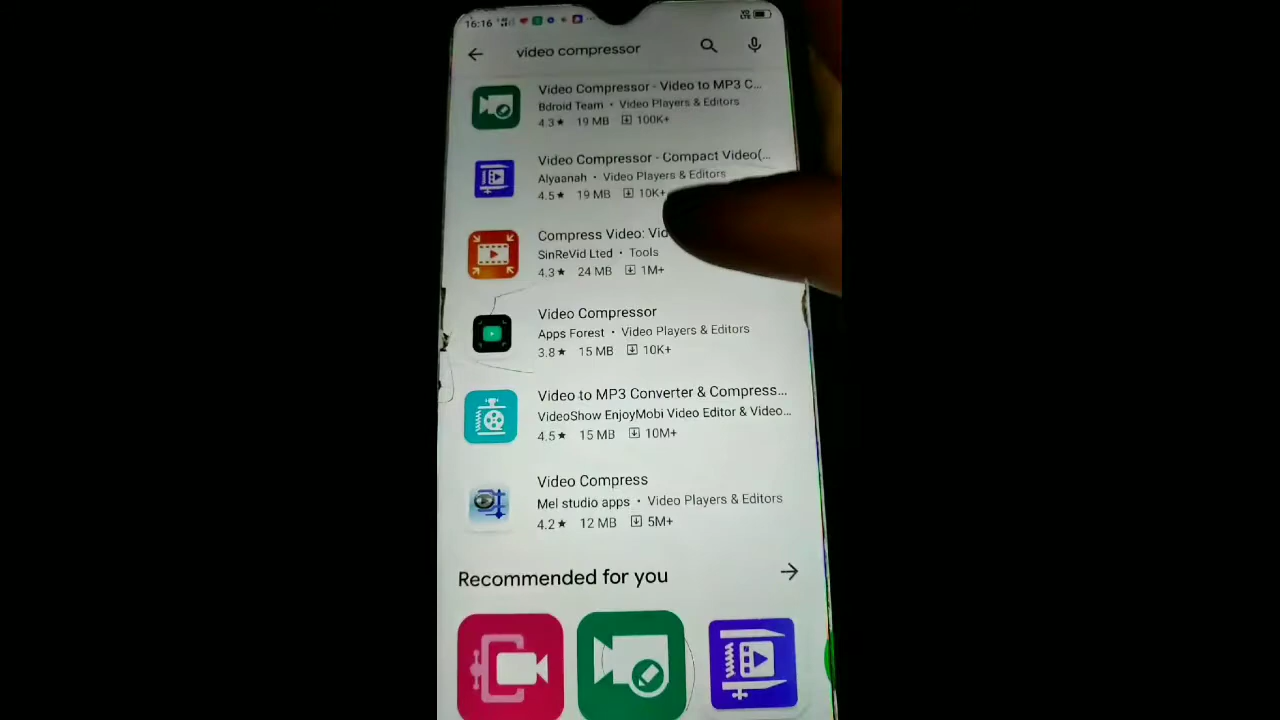 16:16
video compressor
Video Compressor - Video to MP3 C...
Bdroid Team • Video Players & Editors
4.3★ 19 MB 100K+
Video Compressor - Compact Video(...
Alyaanah • Video Players & Editors
4.5★ 19 MB 10K+
Compress Video: Vid
SinReVid Lted • Tools
4.3★ 24 MB 1M+
Video Compressor
Apps Forest • Video Players & Editors
3.8★ 15 MB 10K+
Video to MP3 Converter & Compress...
VideoShow EnjoyMobi Video Editor & Video...
4.5★ 15 MB 10M+
Video Compress
Mel studio apps • Video Players & Editors
4.2★ 12 MB 5M+
Recommended for you